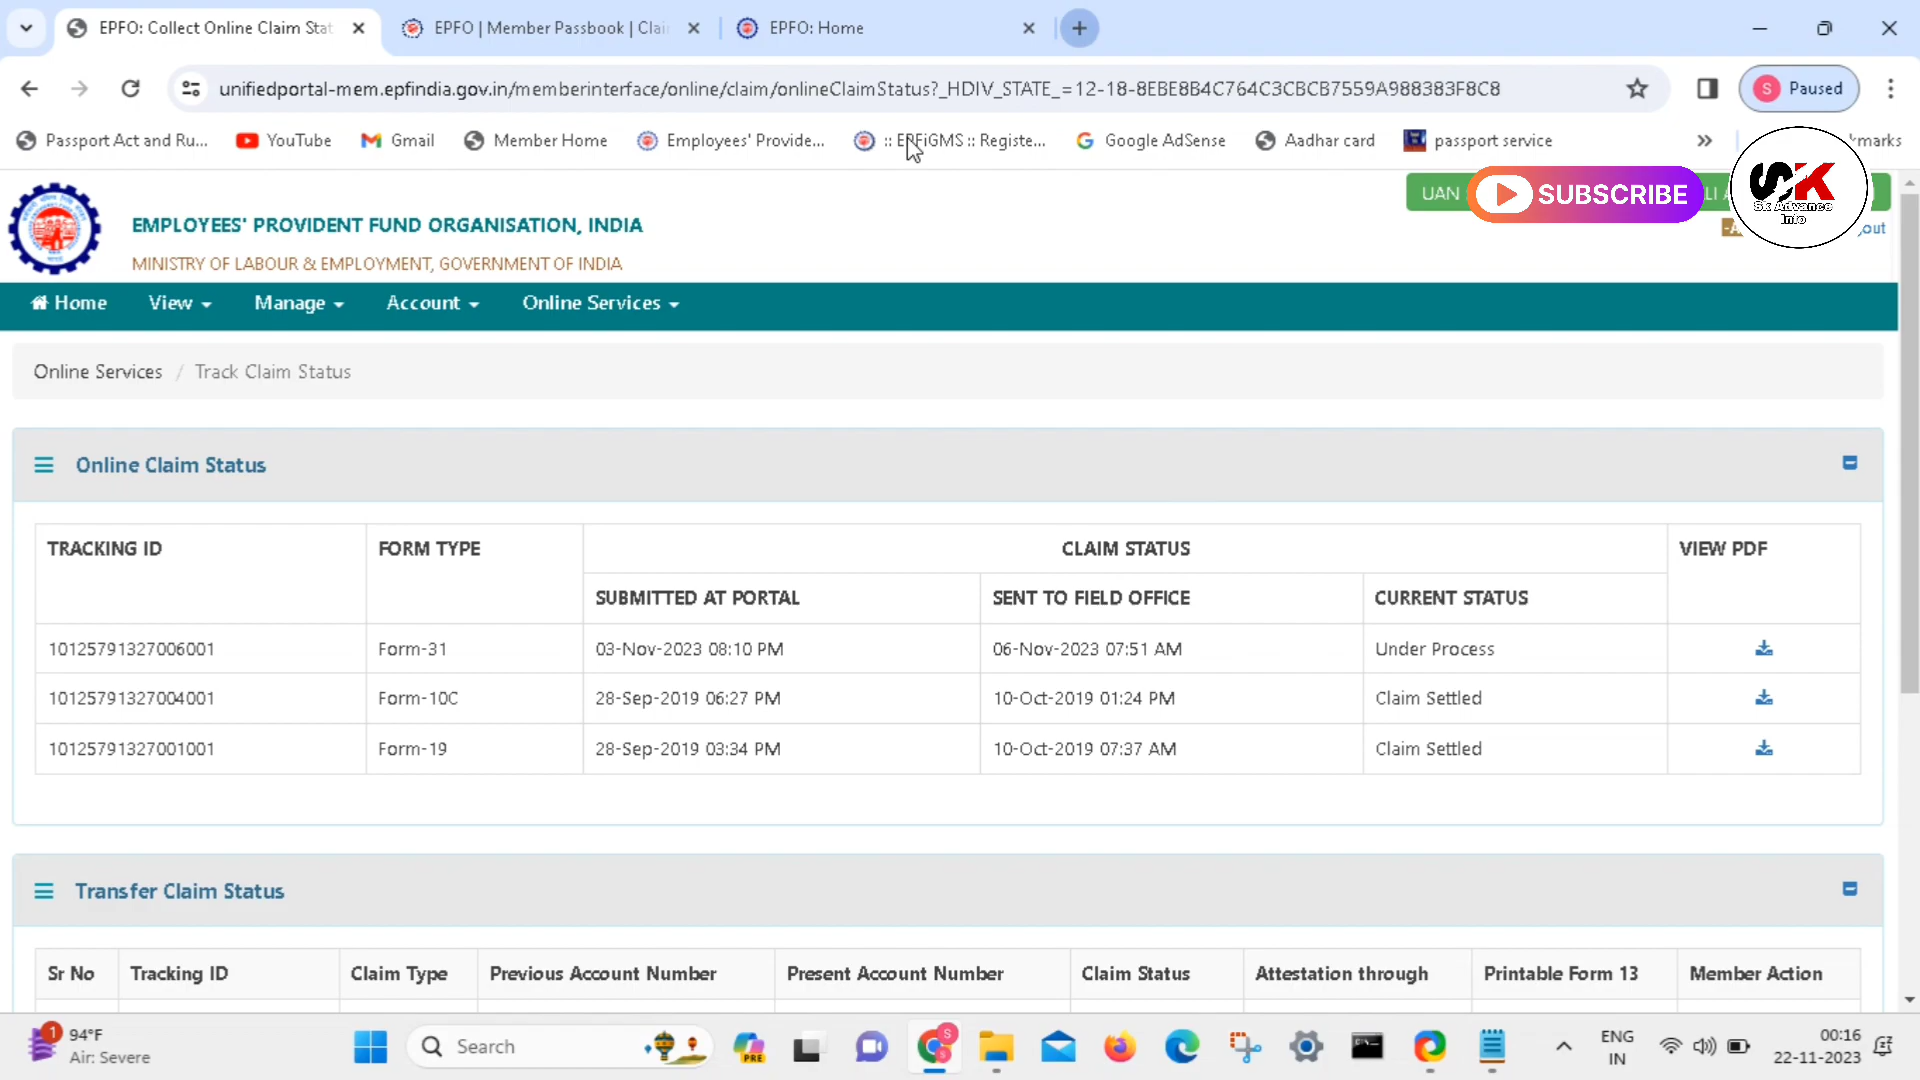 EPFO: Collect Online Claim Stat
EPFO | Member Passbook | Clai
EPFO: Home
unifiedportal-mem.epfindia.gov.in/memberinterface/online/claim/onlineClaimStatus?_HDIV_STATE_=12-18-8EBE8B4C764C3CBCB7559A988383F8C8
S Paused
Passport Act and Ru...
YouTube
Gmail
Member Home
Employees' Provide...
:: EPFiGMS :: Registe...
Google AdSense
Aadhar card
passport service
»
UAN
SUBSCRIBE
SK
Sk Advance
Info
EMPLOYEES' PROVIDENT FUND ORGANISATION, INDIA
MINISTRY OF LABOUR & EMPLOYMENT, GOVERNMENT OF INDIA
Home View Manage Account Online Services
Online Services / Track Claim Status
Online Claim Status
TRACKING ID FORM TYPE CLAIM STATUS VIEW PDF
SUBMITTED AT PORTAL SENT TO FIELD OFFICE CURRENT STATUS
10125791327006001 Form-31 03-Nov-2023 08:10 PM 06-Nov-2023 07:51 AM Under Process
10125791327004001 Form-10C 28-Sep-2019 06:27 PM 10-Oct-2019 01:24 PM Claim Settled
10125791327001001 Form-19 28-Sep-2019 03:34 PM 10-Oct-2019 07:37 AM Claim Settled
Transfer Claim Status
Sr No Tracking ID Claim Type Previous Account Number Present Account Number Claim Status Attestation through Printable Form 13 Member Action
1
94°F
Air: Severe
Search
PRE
S
ENG
IN
00:16
22-11-2023